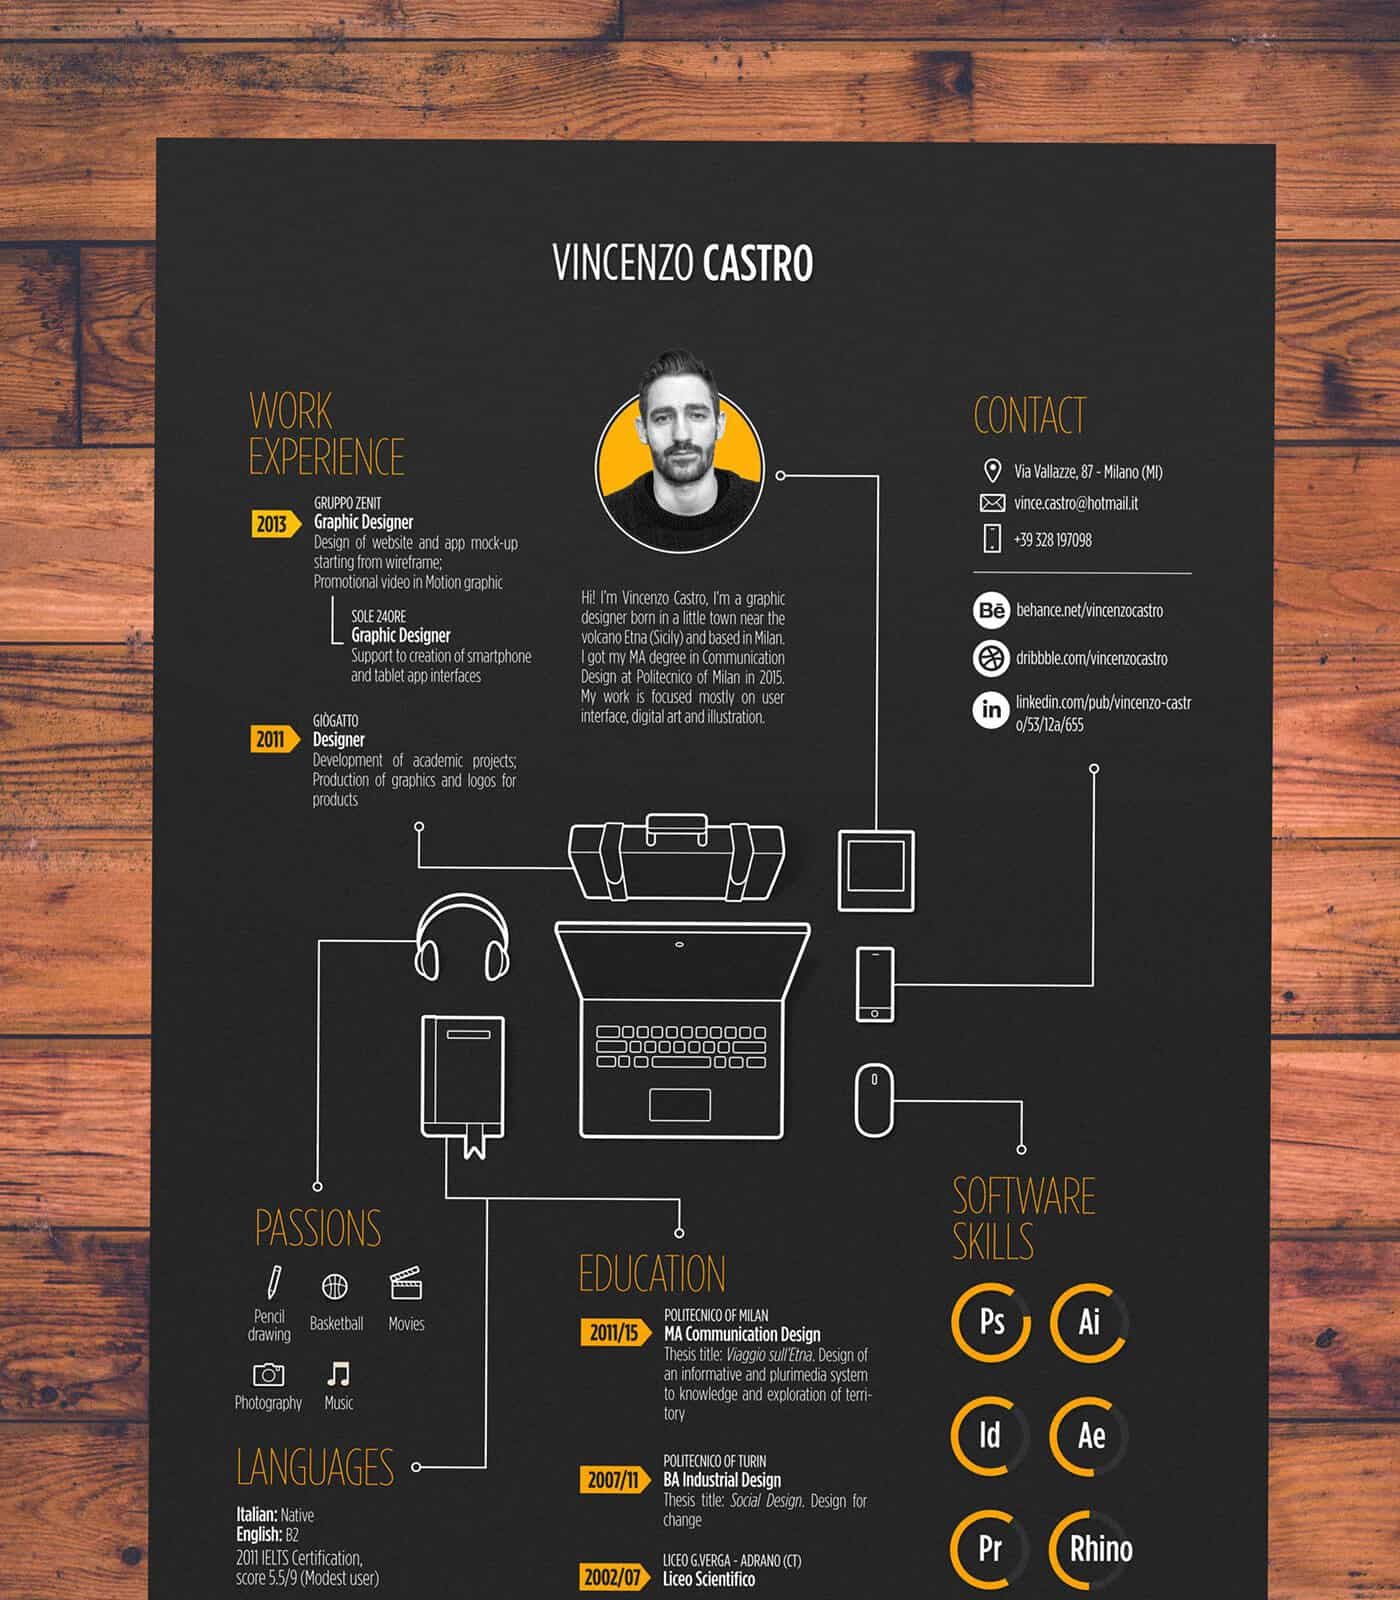 VINCENZO CASTRO
WORK
EXPERIENCE
2013
GRUPPO ZENIT
Graphic Designer
Design of website and app mock-up
starting from wireframe;
Promotional video in Motion graphic
SOLE 24ORE
Graphic Designer
Support to creation of smartphone
and tablet app interfaces
2011
GIÒGATTO
Designer
Development of academic projects;
Production of graphics and logos for
products
Hi! I'm Vincenzo Castro, I'm a graphic
designer born in a little town near the
volcano Etna (Sicily) and based in Milan.
I got my MA degree in Communication
Design at Politecnico of Milan in 2015.
My work is focused mostly on user
interface, digital art and illustration.
CONTACT
Via Vallazze, 87 - Milano (MI)
vince.castro@hotmail.it
+39 328 197098
Bē behance.net/vincenzocastro
dribbble.com/vincenzocastro
in linkedin.com/pub/vincenzo-castr
o/53/12a/655
PASSIONS
Pencil
drawing
Basketball
Movies
Photography
Music
LANGUAGES
Italian: Native
English: B2
2011 IELTS Certification,
score 5.5/9 (Modest user)
EDUCATION
2011/15
POLITECNICO OF MILAN
MA Communication Design
Thesis title: Viaggio sull'Etna. Design of
an informative and plurimedia system
to knowledge and exploration of terri-
tory
2007/11
POLITECNICO OF TURIN
BA Industrial Design
Thesis title: Social Design. Design for
change
2002/07
LICEO G.VERGA - ADRANO (CT)
Liceo Scientifico
SOFTWARE
SKILLS
Ps
Ai
Id
Ae
Pr
Rhino